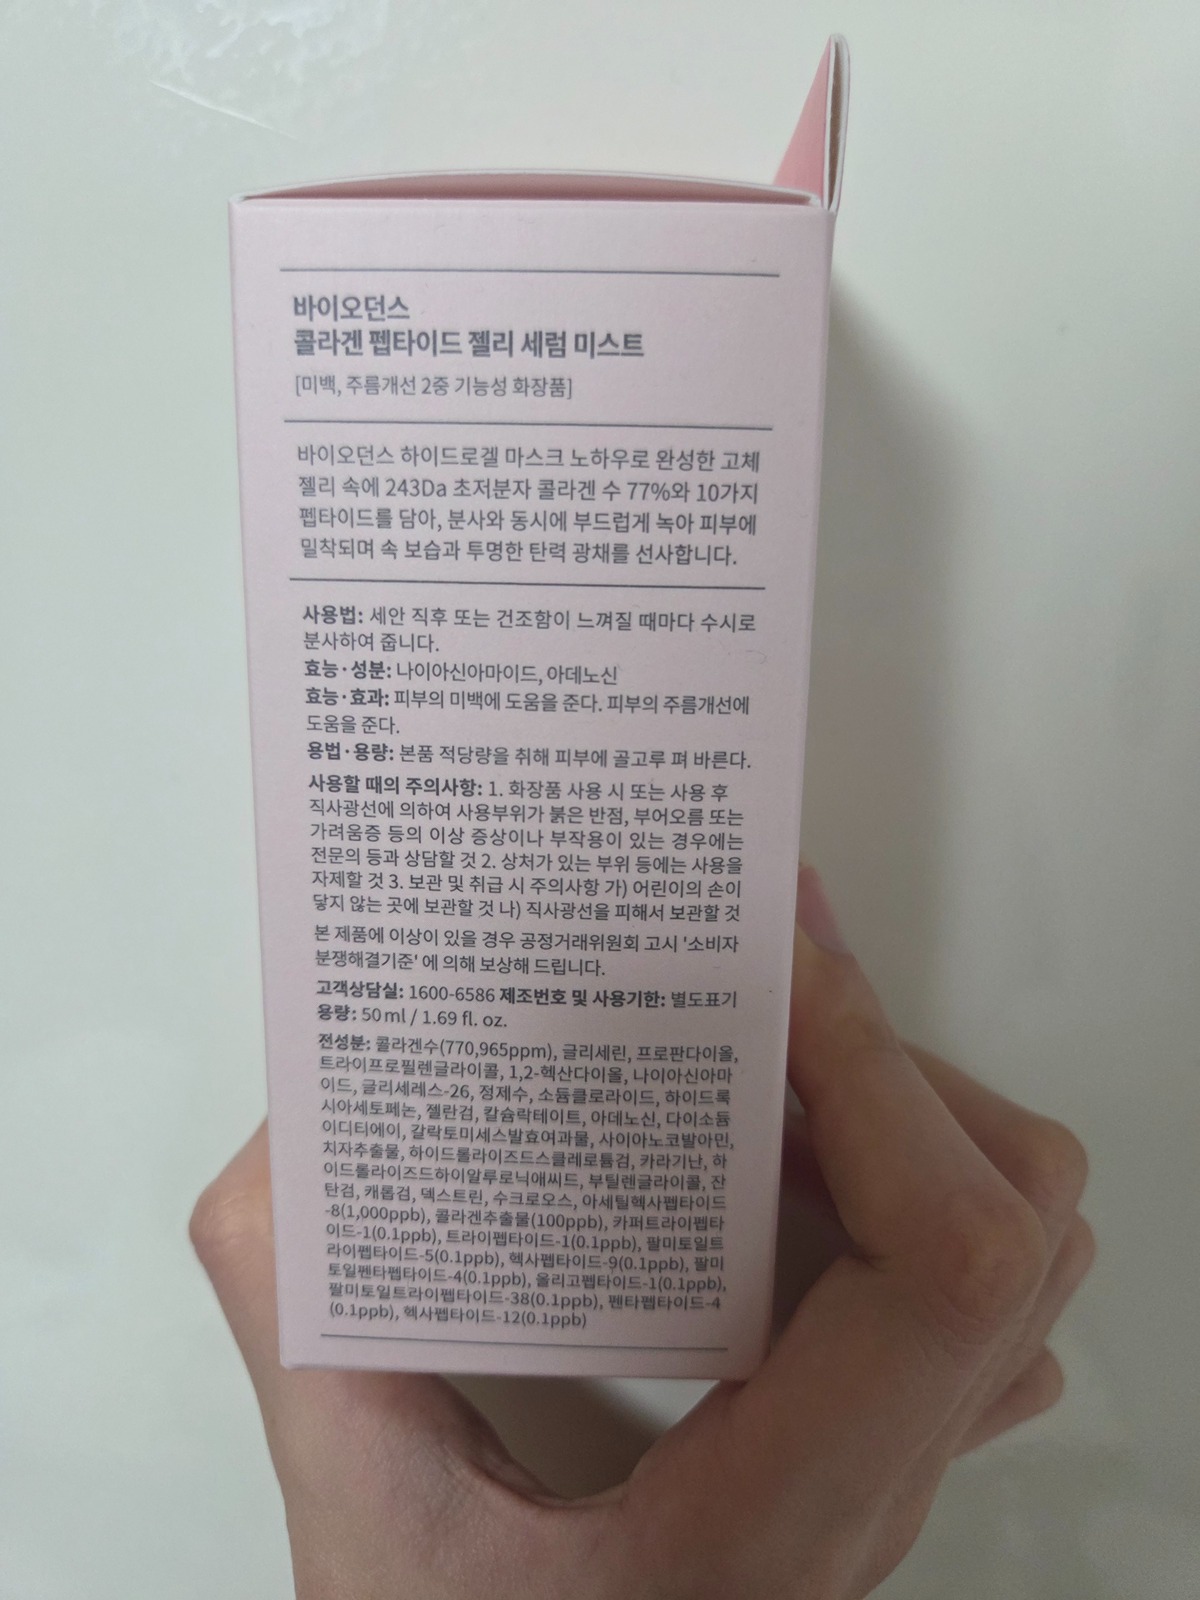 바이오던스
콜라겐 펩타이드 젤리 세럼 미스트
[미백, 주름개선 2중 기능성 화장품]
바이오던스 하이드로겔 마스크 노하우로 완성한 고체
젤리 속에 243Da 초저분자 콜라겐 수 77%와 10가지
펩타이드를 담아, 분사와 동시에 부드럽게 녹아 피부에
밀착되며 속 보습과 투명한 탄력 광채를 선사합니다.
사용법: 세안 직후 또는 건조함이 느껴질 때마다 수시로
분사하여 줍니다.
효능·성분: 나이아신아마이드, 아데노신
효능·효과: 피부의 미백에 도움을 준다. 피부의 주름개선에
도움을 준다.
용법·용량: 본품 적당량을 취해 피부에 골고루 펴 바른다.
사용할 때의 주의사항: 1. 화장품 사용 시 또는 사용 후
직사광선에 의하여 사용부위가 붉은 반점, 부어오름 또는
가려움증 등의 이상 증상이나 부작용이 있는 경우에는
전문의 등과 상담할 것 2. 상처가 있는 부위 등에는 사용을
자제할 것 3. 보관 및 취급 시 주의사항 가) 어린이의 손이
닿지 않는 곳에 보관할 것 나) 직사광선을 피해서 보관할 것
본 제품에 이상이 있을 경우 공정거래위원회 고시 '소비자
분쟁해결기준' 에 의해 보상해 드립니다.
고객상담실: 1600-6586 제조번호 및 사용기한: 별도표기
용량: 50ml / 1.69 fl. oz.
전성분: 콜라겐수(770,965ppm), 글리세린, 프로판다이올,
트라이프로필렌글라이콜, 1,2-헥산다이올, 나이아신아마
이드, 글리세레스-26, 정제수, 소듐클로라이드, 하이드록
시아세토페논, 젤란검, 칼슘락테이트, 아데노신, 다이소듐
이디티에이, 갈락토미세스발효여과물, 사이아노코발아민,
치자추출물, 하이드롤라이즈드스클레로튬검, 카라기난, 하
이드롤라이즈드하이알루로닉애씨드, 부틸렌글라이콜, 잔
탄검, 캐롭검, 덱스트린, 수크로오스, 아세틸헥사펩타이드
-8(1,000ppb), 콜라겐추출물(100ppb), 카퍼트라이펩타
이드-1(0.1ppb), 트라이펩타이드-1(0.1ppb), 팔미토일트
라이펩타이드-5(0.1ppb), 헥사펩타이드-9(0.1ppb), 팔미
토일펜타펩타이드-4(0.1ppb), 올리고펩타이드-1(0.1ppb),
팔미토일트라이펩타이드-38(0.1ppb), 펜타펩타이드-4
(0.1ppb), 헥사펩타이드-12(0.1ppb)